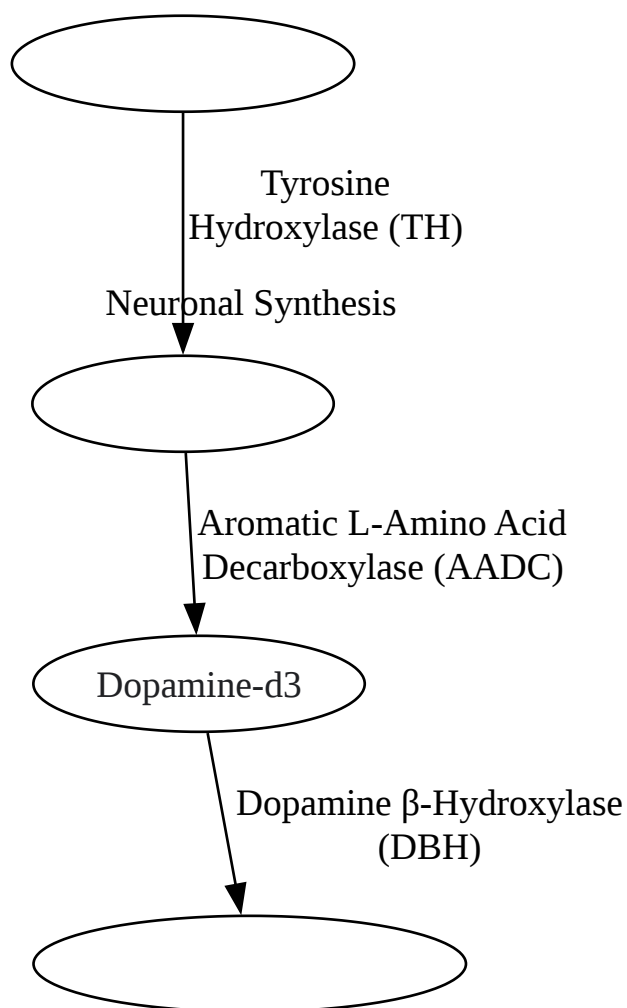 Tyrosine
Hydroxylase (TH)
Neuronal Synthesis
Aromatic L-Amino Acid
Decarboxylase (AADC)
Dopamine-d3
Dopamine β-Hydroxylase
(DBH)